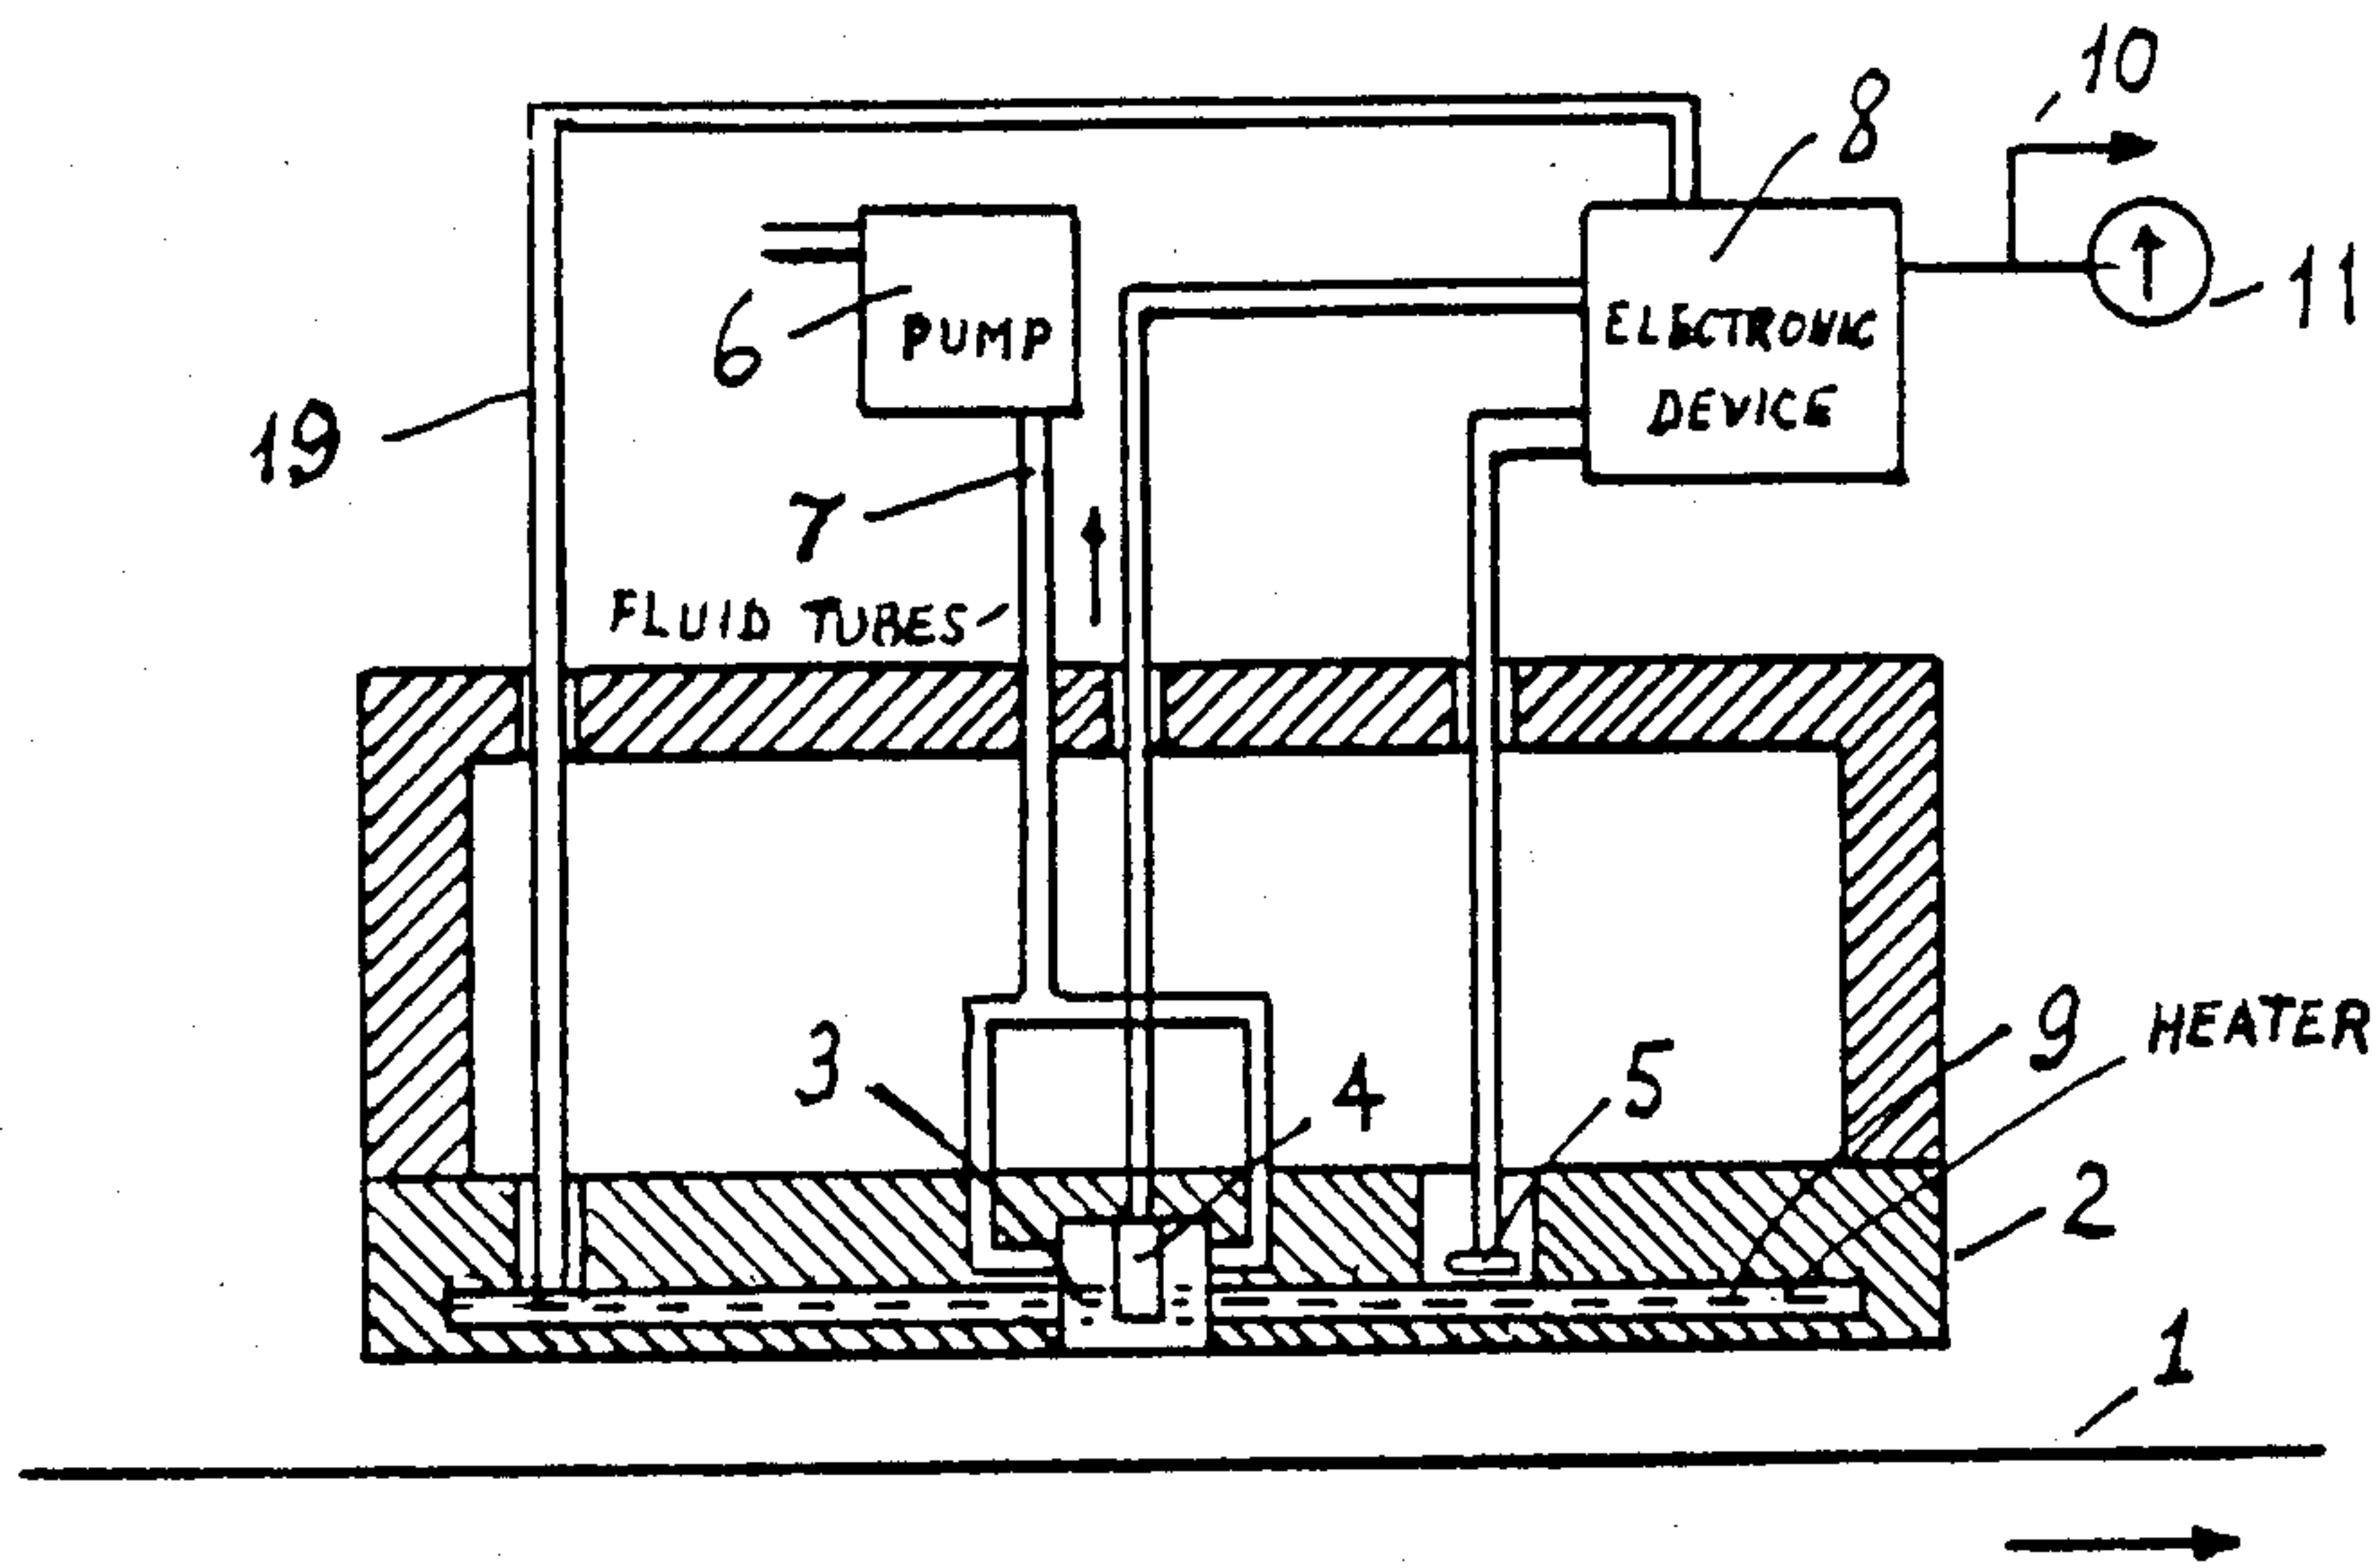 10
8
6
PUMP
11
ELECTRONIC
DEVICE
19
7
FLUID TUBES
3
4
5
9
HEATER
2
1